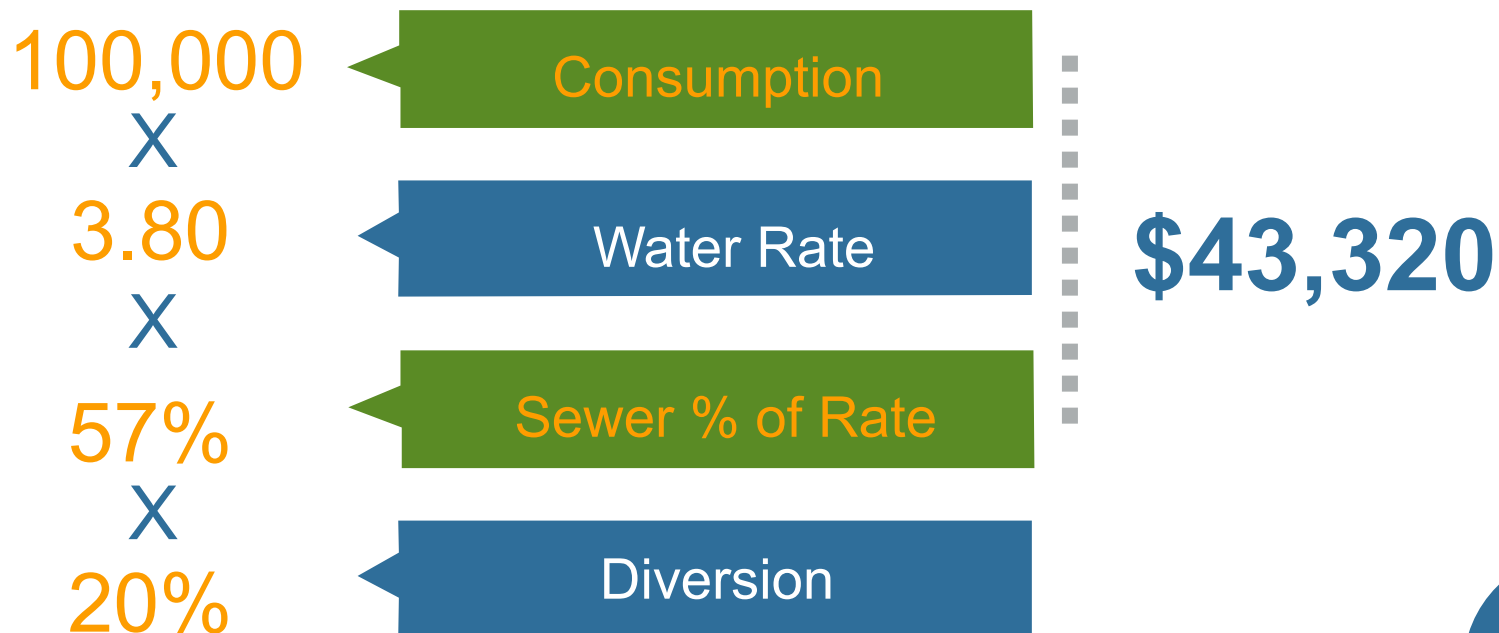 100,000
Consumption
X
3.80
Water Rate
$43,320
X
57%
Sewer % of Rate
X
20%
Diversion